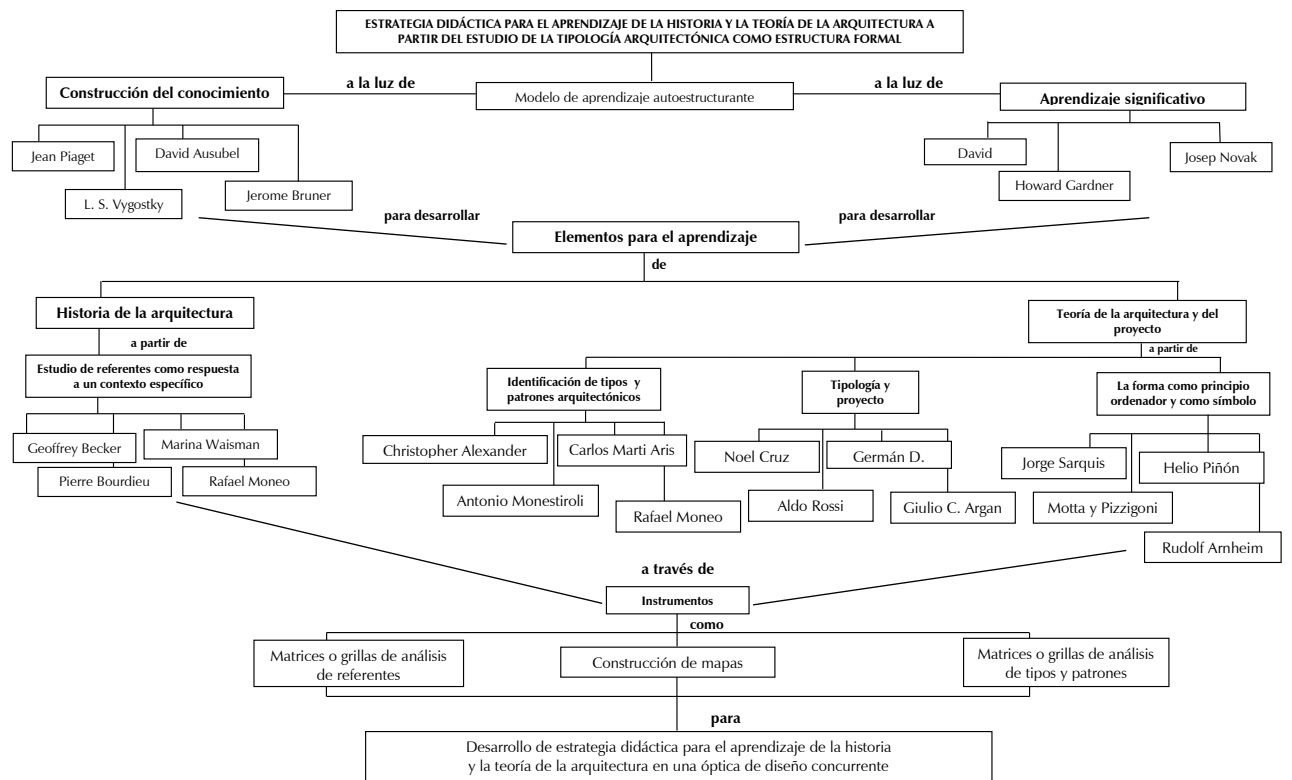 ESTRATEGIA DIDÁCTICA PARA EL APRENDIZAJE DE LA HISTORIA Y LA TEORÍA DE LA ARQUITECTURA A
PARTIR DEL ESTUDIO DE LA TIPOLOGÍA ARQUITECTÓNICA COMO ESTRUCTURA FORMAL
Construcción del conocimiento
a la luz de
Modelo de aprendizaje autoestructurante
a la luz de
Aprendizaje significativo
Jean Piaget
David Ausubel
L. S. Vygostky
Jerome Bruner
David
Howard Gardner
Josep Novak
para desarrollar
para desarrollar
Elementos para el aprendizaje
de
Historia de la arquitectura
Teoría de la arquitectura y del
proyecto
a partir de
a partir de
Estudio de referentes como respuesta
a un contexto específico
Identificación de tipos y
patrones arquitectónicos
Tipología y
proyecto
La forma como principio
ordenador y como símbolo
Geoffrey Becker
Marina Waisman
Pierre Bourdieu
Rafael Moneo
Christopher Alexander
Carlos Marti Aris
Antonio Monestiroli
Rafael Moneo
Noel Cruz
Germán D.
Aldo Rossi
Giulio C. Argan
Jorge Sarquis
Helio Piñón
Motta y Pizzigoni
Rudolf Arnheim
a través de
Instrumentos
como
Matrices o grillas de análisis
de referentes
Construcción de mapas
Matrices o grillas de análisis
de tipos y patrones
para
Desarrollo de estrategia didáctica para el aprendizaje de la historia
y la teoría de la arquitectura en una óptica de diseño concurrente